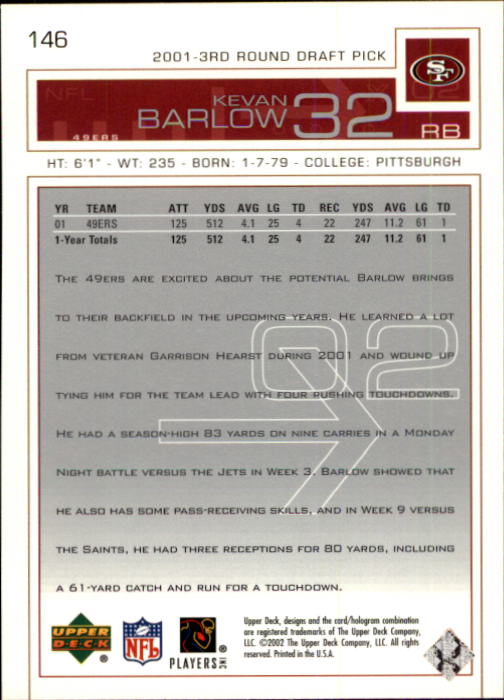 146
2001-3RD ROUND DRAFT PICK
SF
NFL
02
KEVAN
BARLOW 32
49ERS
RB
HT: 6'1" - WT: 235 - BORN: 1-7-79 - COLLEGE: PITTSBURGH
YR TEAM ATT YDS AVG LG TD REC YDS AVG LG TD
01 49ERS 125 512 4.1 25 4 22 247 11.2 61 1
1-Year Totals 125 512 4.1 25 4 22 247 11.2 61 1
02
THE 49ERS ARE EXCITED ABOUT THE POTENTIAL BARLOW BRINGS
TO THEIR BACKFIELD IN THE UPCOMING YEARS. HE LEARNED A LOT
FROM VETERAN GARRISON HEARST DURING 2001 AND WOUND UP
TYING HIM FOR THE TEAM LEAD WITH FOUR RUSHING TOUCHDOWNS.
HE HAD A SEASON-HIGH 83 YARDS ON NINE CARRIES IN A MONDAY
NIGHT BATTLE VERSUS THE JETS IN WEEK 3. BARLOW SHOWED THAT
HE ALSO HAS SOME PASS-RECEIVING SKILLS, AND IN WEEK 9 VERSUS
THE SAINTS, HE HAD THREE RECEPTIONS FOR 80 YARDS, INCLUDING
A 61-YARD CATCH AND RUN FOR A TOUCHDOWN.
UPPER
DECK ®
NFL
PLAYERS INC ®
Upper Deck, designs and the card/hologram combination
are registered trademarks of The Upper Deck Company,
LLC. ©2002 The Upper Deck Company, LLC. All rights
reserved. Printed in the U.S.A.